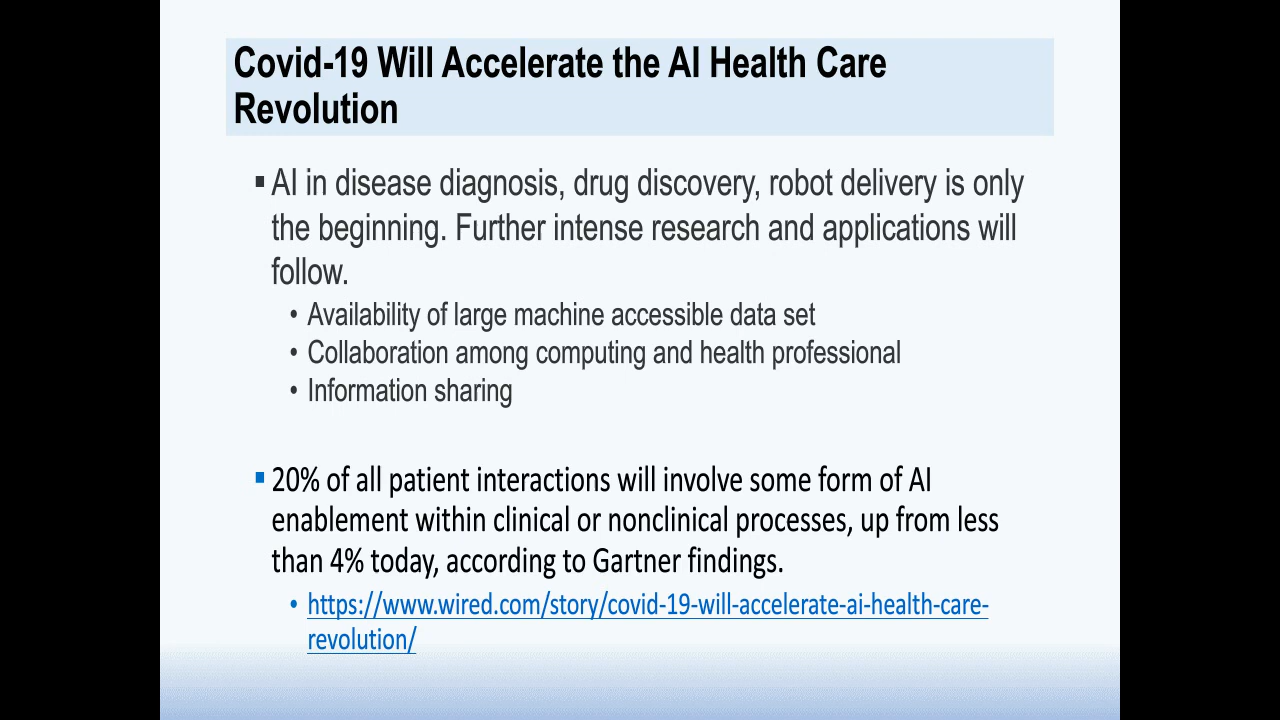 Covid-19 Will Accelerate the AI Health Care
Revolution
▪ AI in disease diagnosis, drug discovery, robot delivery is only
the beginning. Further intense research and applications will
follow.
• Availability of large machine accessible data set
• Collaboration among computing and health professional
• Information sharing
▪ 20% of all patient interactions will involve some form of AI
enablement within clinical or nonclinical processes, up from less
than 4% today, according to Gartner findings.
• https://www.wired.com/story/covid-19-will-accelerate-ai-health-care-
revolution/